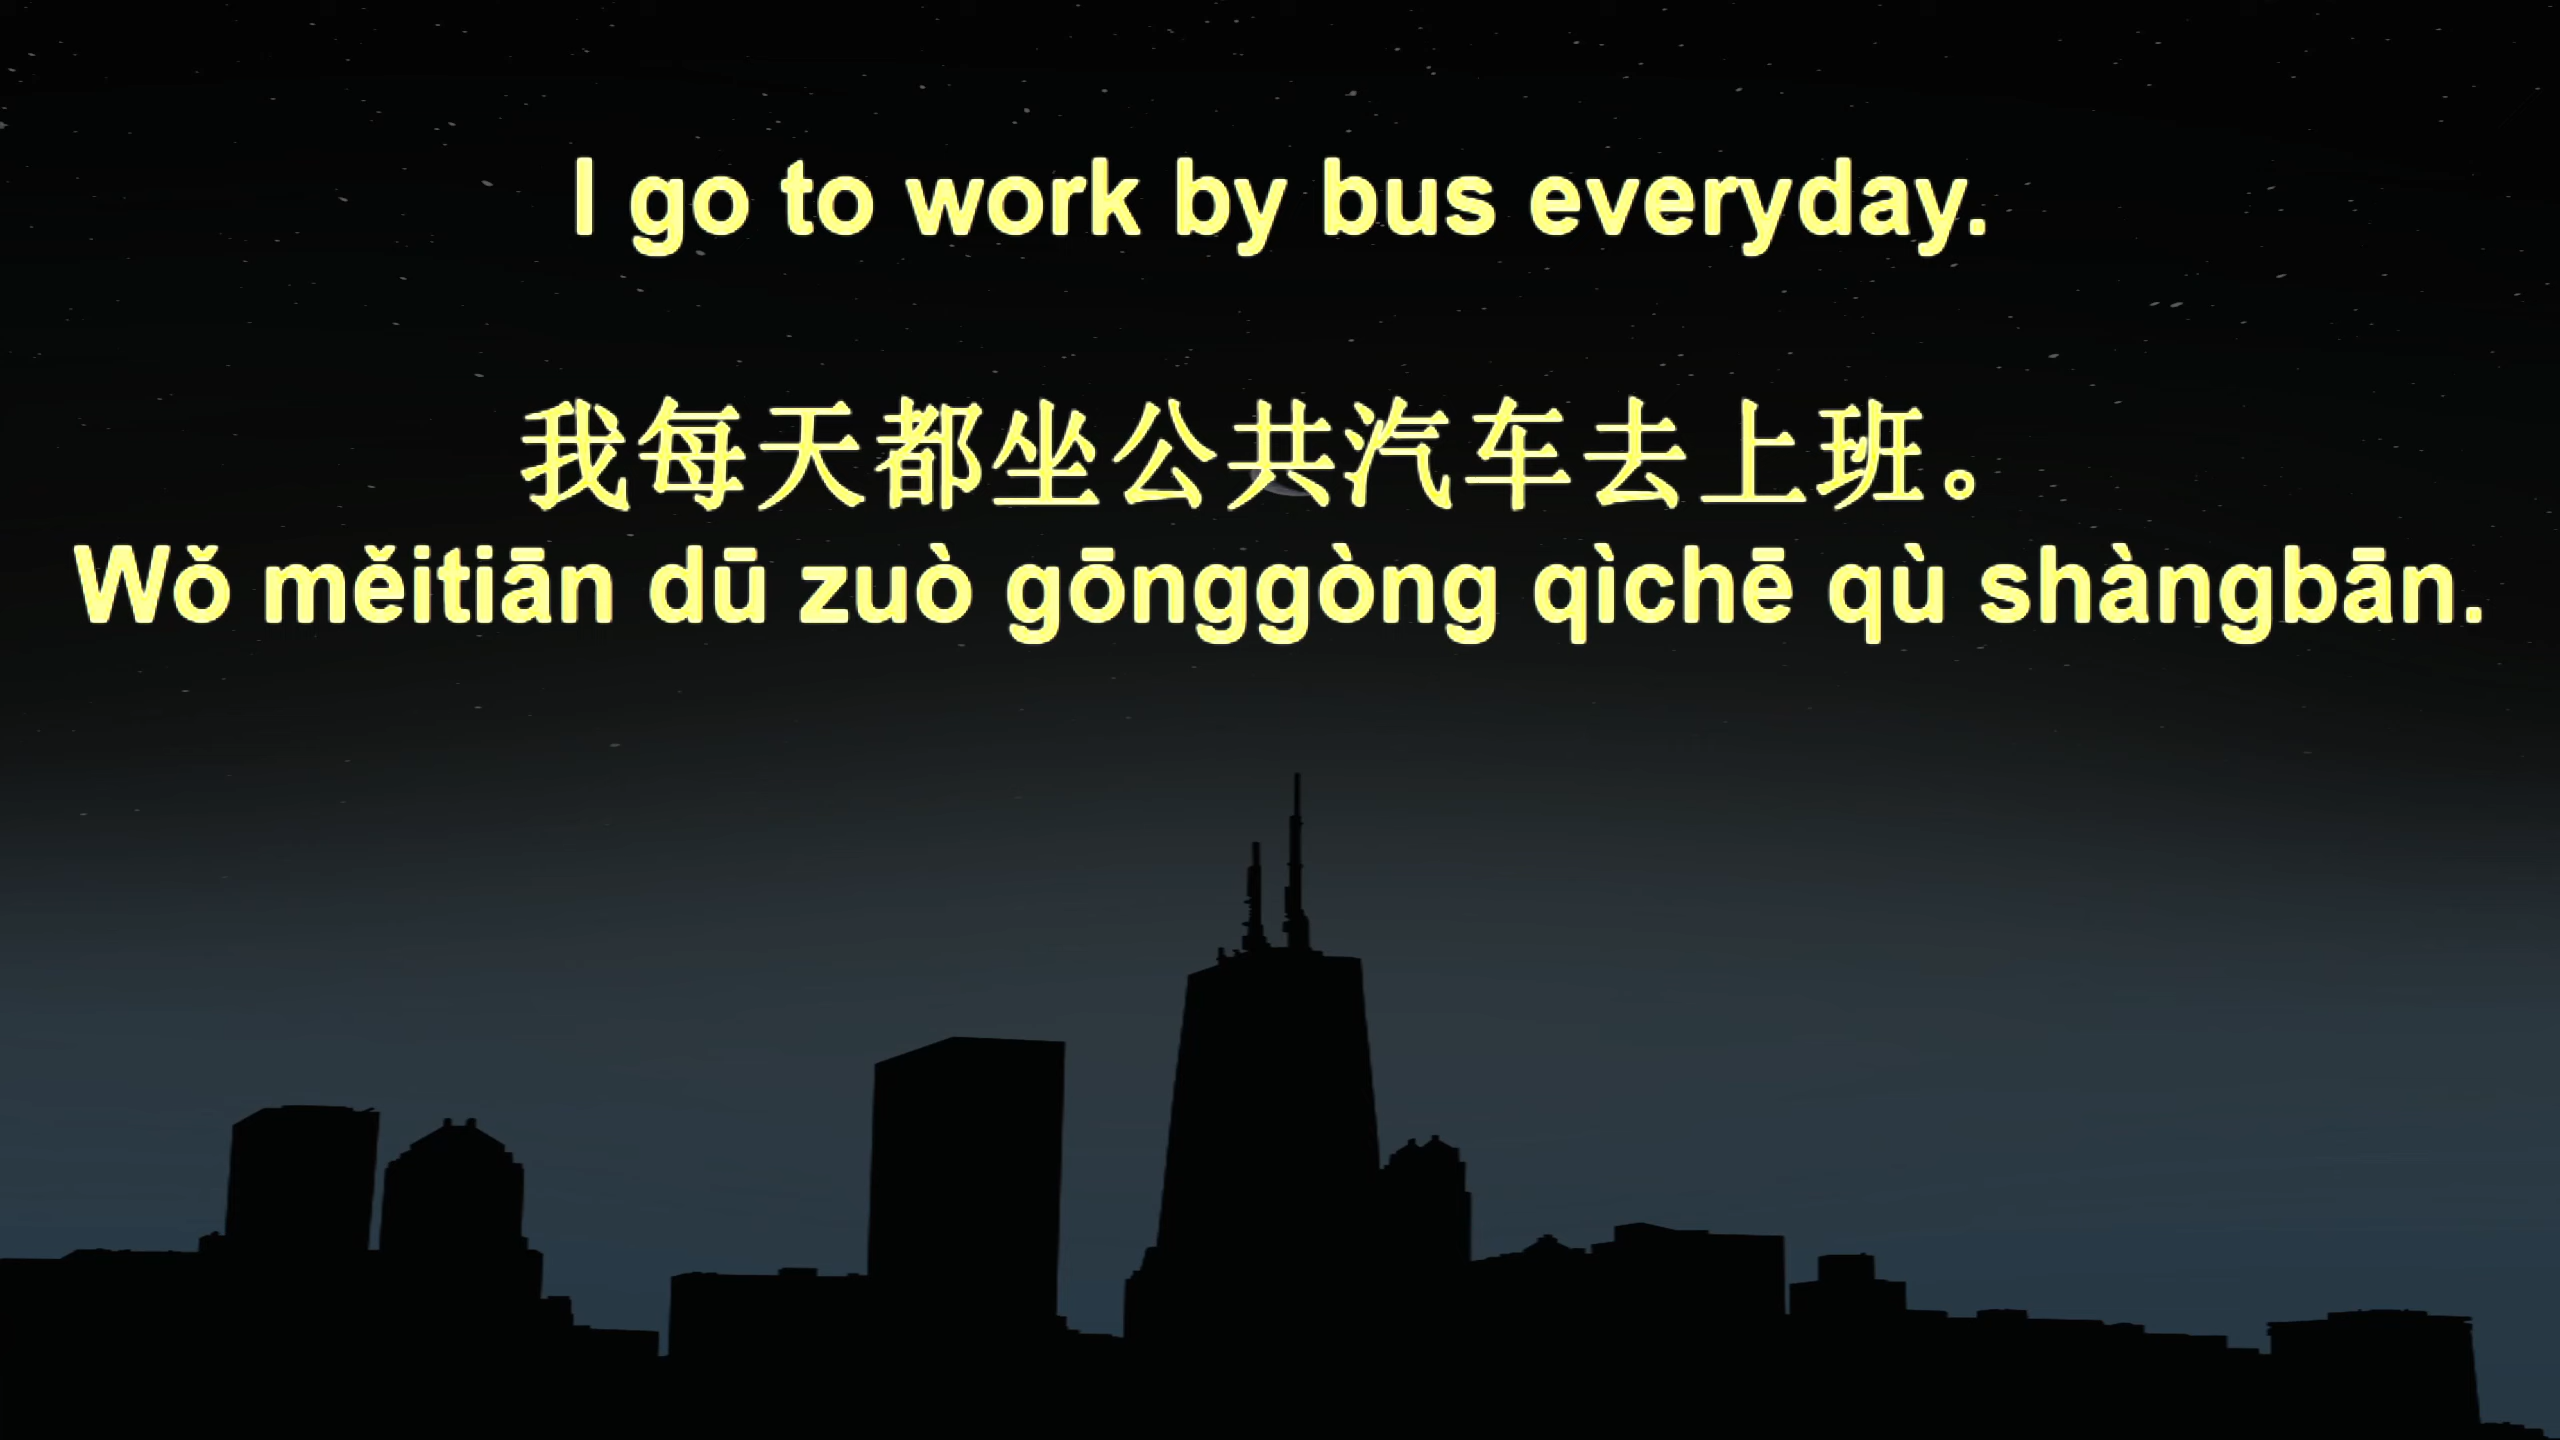 I go to work by bus everyday.
我每天都坐公共汽车去上班。
Wǒ měitiān dū zuò gōnggòng qìchē qù shàngbān.